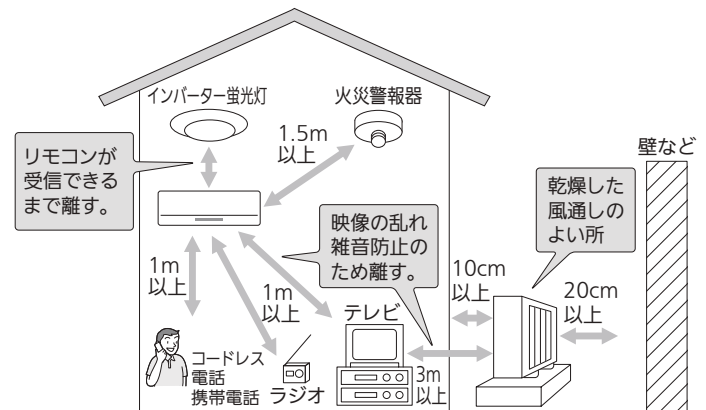 インバーター蛍光灯
火災警報器
1.5m
以上
リモコンが
受信できる
まで離す。
壁など
乾燥した
風通しの
よい所
映像の乱れ
雑音防止の
ため離す。
1m
以上
1m
以上
10cm
以上
20cm
以上
テレビ
コードレス
電話
携帯電話
ラジオ
3m
以上